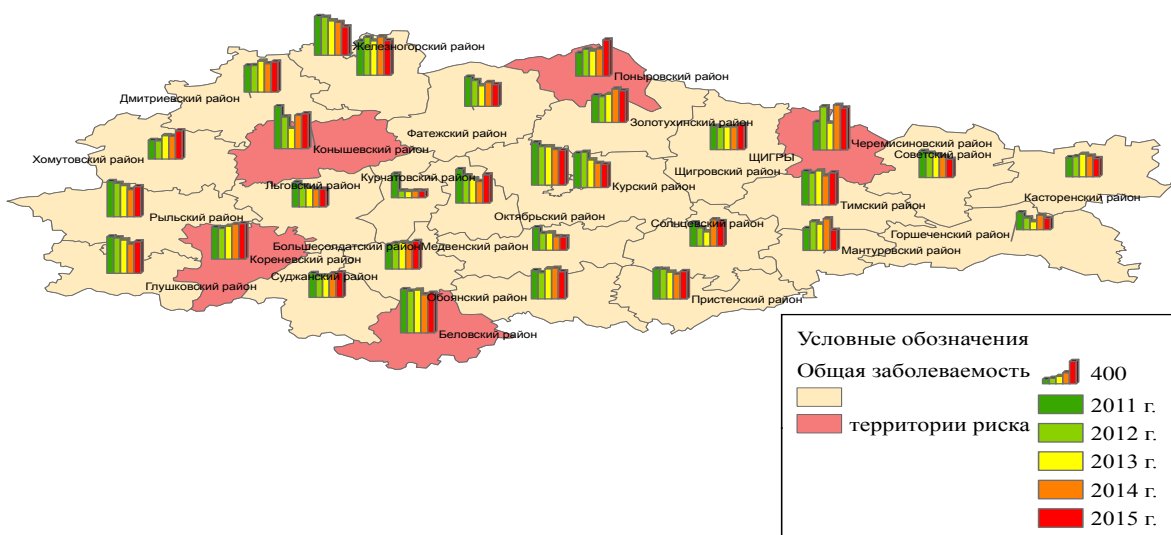 Железногорский район
Поныровский район
Дмитриевский район
Золотухинский район
Фатежский район
Конышевский район
Черемисиновский район
Хомутовский район
ЩИГРЫ
Советский район
Щигровский район
Курчатовский район
Льговский район
Курский район
Касторенский район
Тимский район
Рыльский район
Октябрьский район
Солнцевский район
Горшеченский район
Большесолдатский район
Медвенский район
Мантуровский район
Кореневский район
Суджанский район
Глушковский район
Обоянский район
Пристенский район
Беловский район
Условные обозначения
Общая заболеваемость
400
2011 г.
территории риска
2012 г.
2013 г.
2014 г.
2015 г.